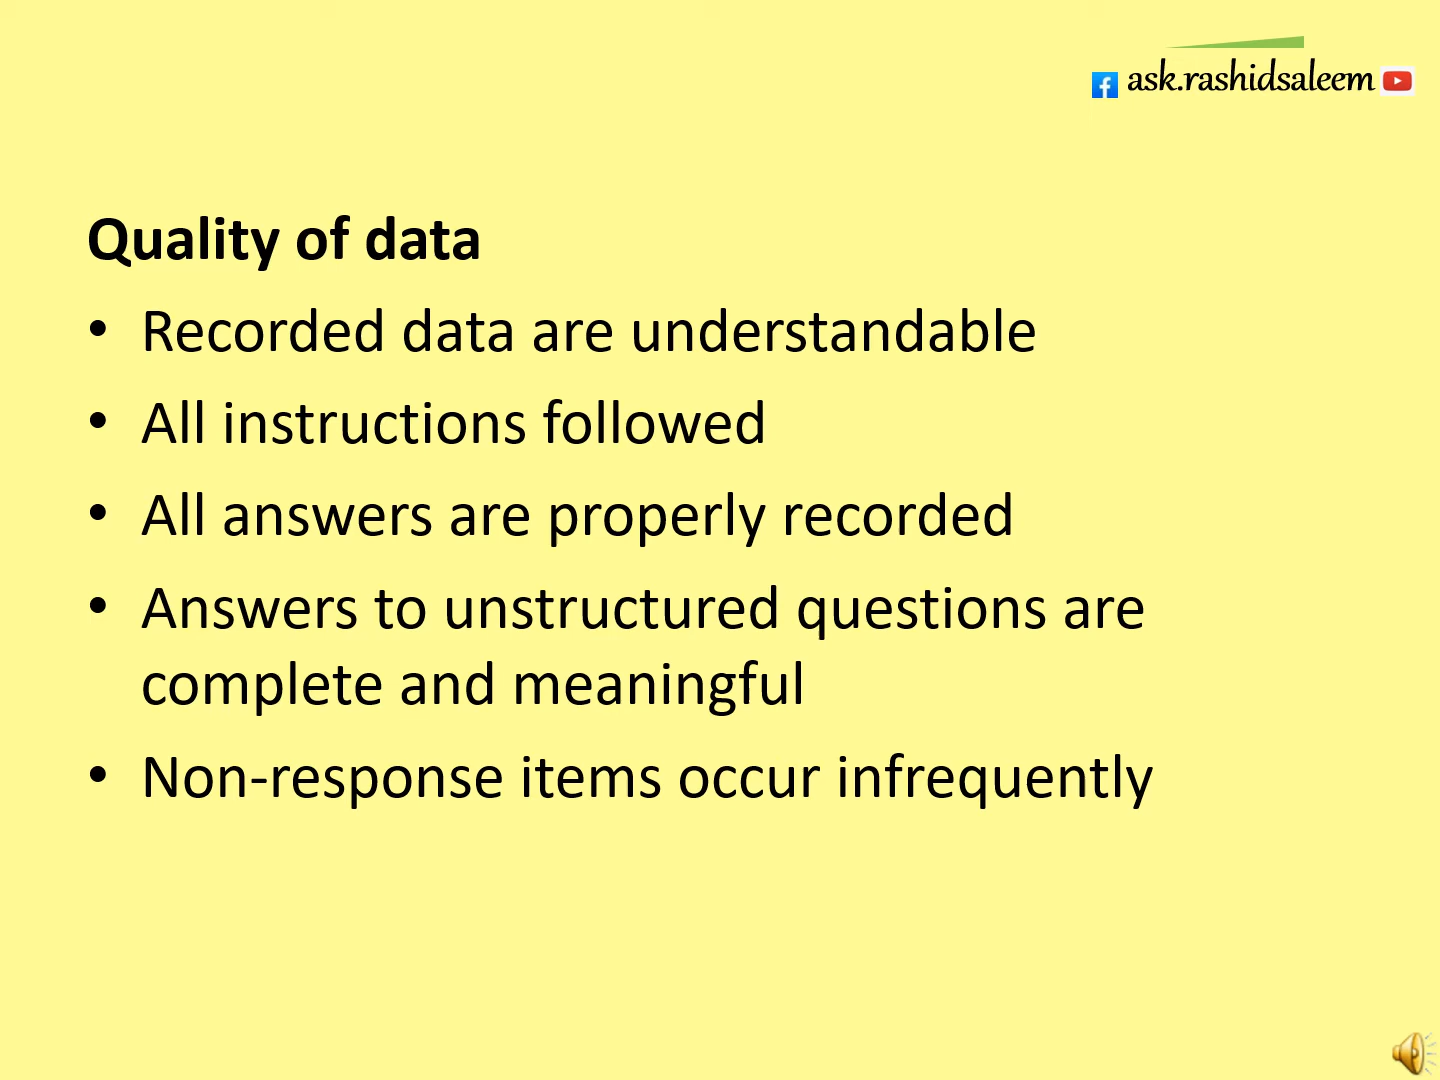 ask.rashidsaleem
Quality of data
• Recorded data are understandable
• All instructions followed
• All answers are properly recorded
• Answers to unstructured questions are
complete and meaningful
• Non-response items occur infrequently